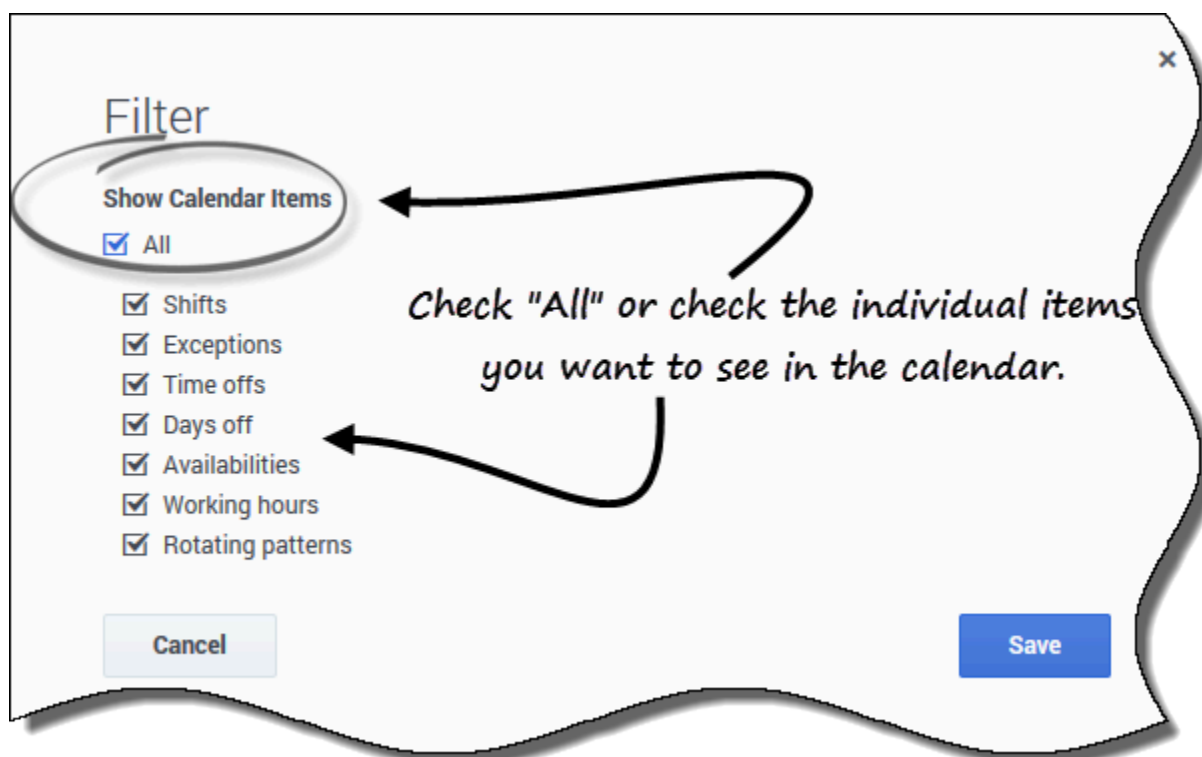 Filter
Show Calendar Items
All
Shifts
Exceptions
Time offs
Days off
Availabilities
Working hours
Rotating patterns
Check "All" or check the individual items
you want to see in the calendar.
Cancel
Save